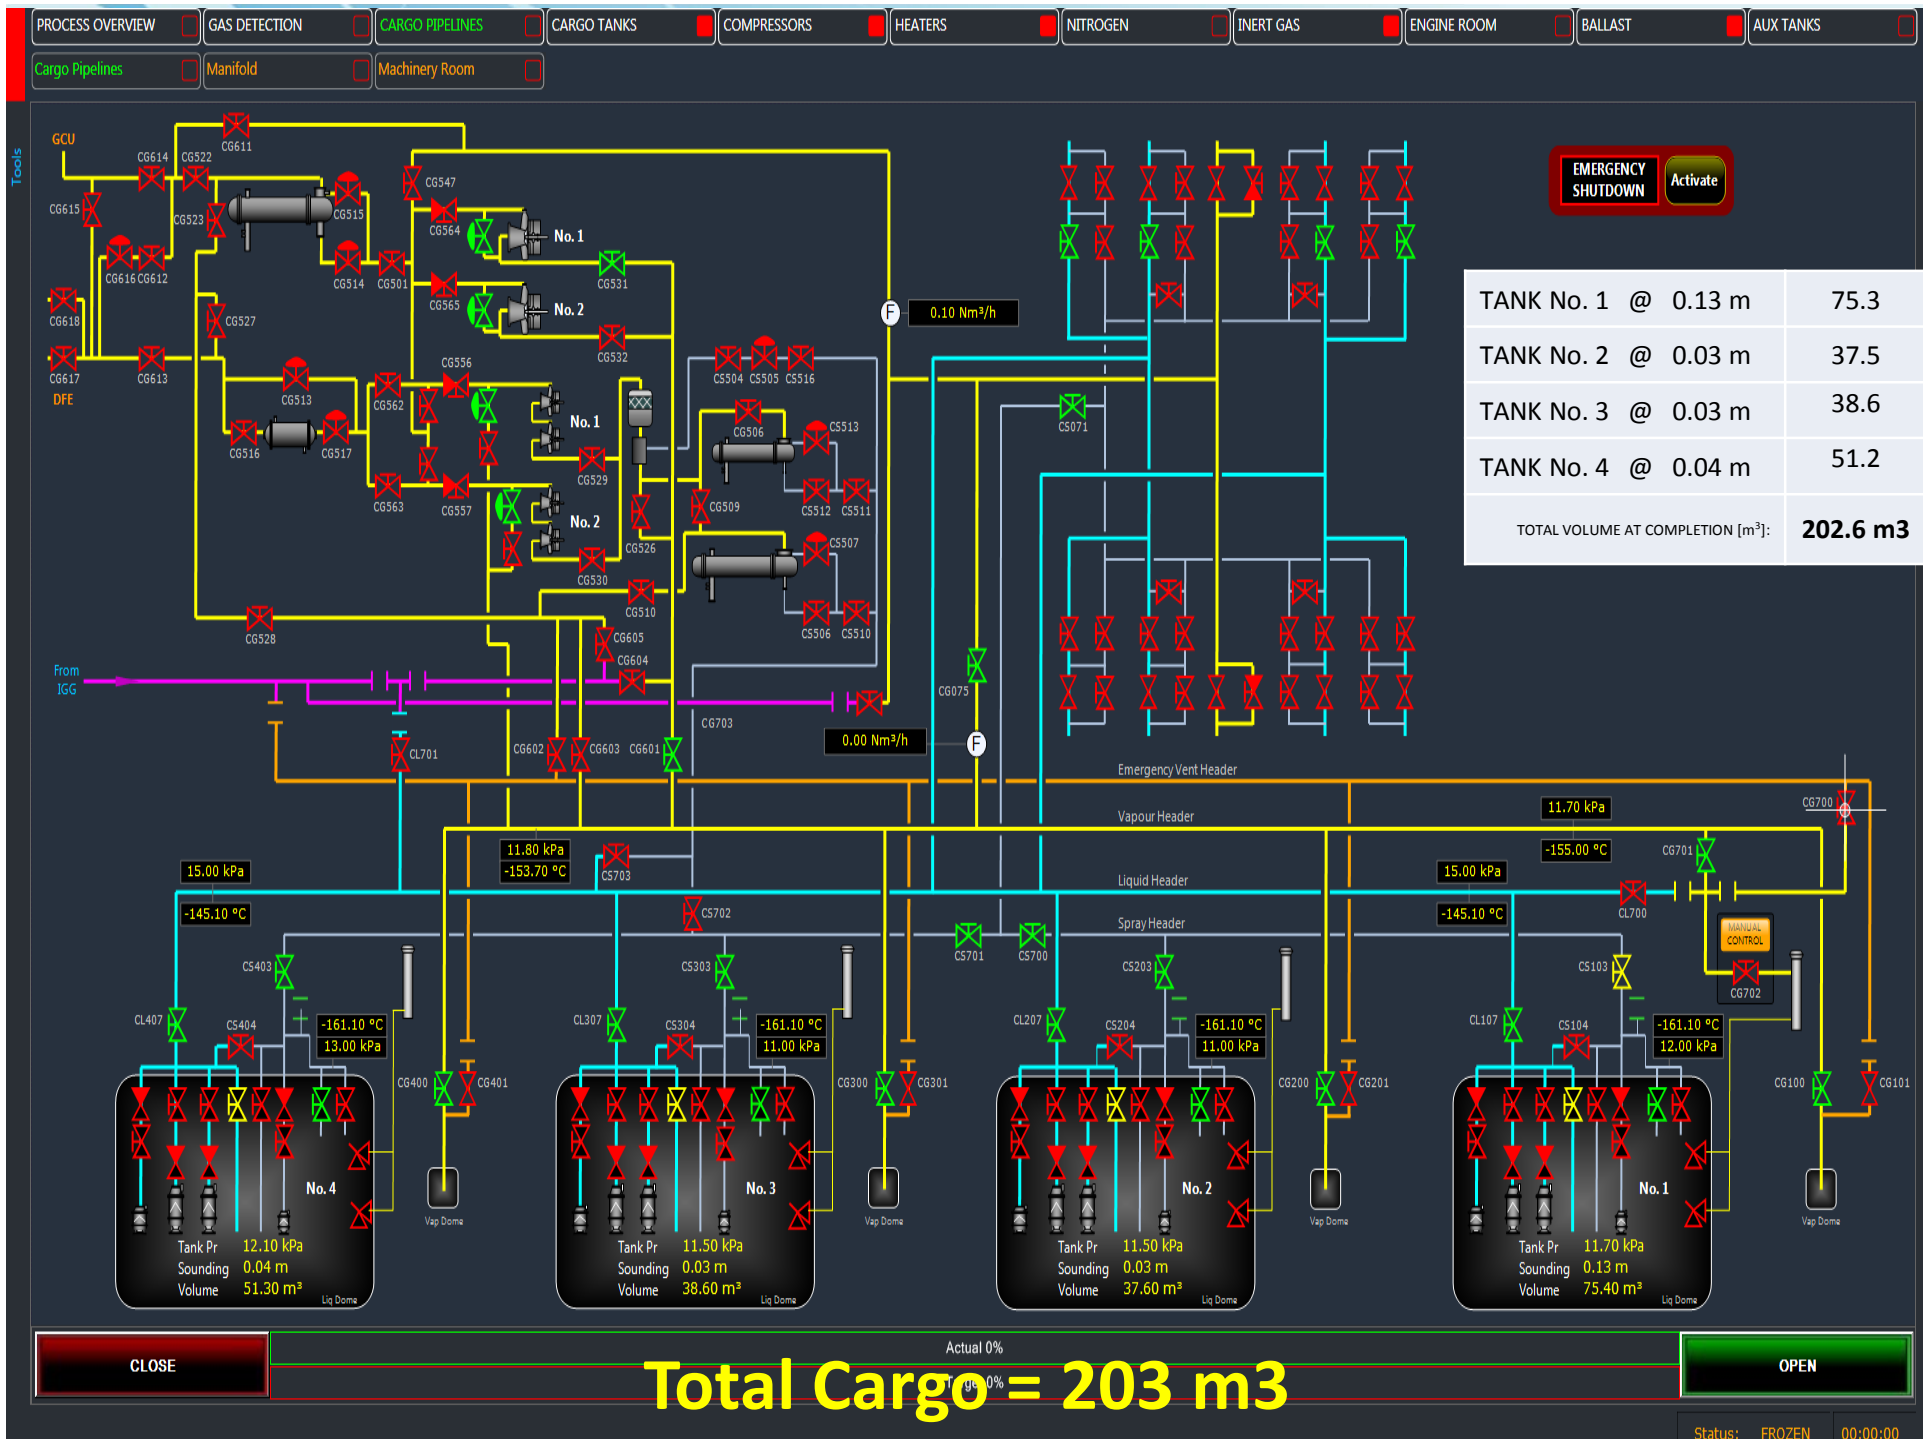 PROCESS OVERVIEW
GAS DETECTION
CARGO PIPELINES
CARGO TANKS
COMPRESSORS
HEATERS
NITROGEN
INERT GAS
ENGINE ROOM
BALLAST
AUX TANKS
Cargo Pipelines
Manifold
Machinery Room
Tools
GCU
CG611
CG614
CG522
CG615
CG523
CG515
CG547
CG564
No. 1
CG616
CG612
CG514
CG501
CG531
CG565
No. 2
CG618
CG527
CG532
CG617
DFE
CG613
CG513
CG562
CG556
CG516
CG517
No. 1
CG529
CG563
CG557
No. 2
CG530
CG526
CG509
CG506
CS504
CS505
CS516
CS513
CS512
CS511
CS507
CS506
CS510
CG510
CG528
CG605
CG604
From
IGG
CG703
CL701
CG602
CG603
CG601
0.10 Nm³/h
F
CS071
CG075
0.00 Nm³/h
F
EMERGENCY
SHUTDOWN
Activate
TANK No. 1 @ 0.13 m 75.3
TANK No. 2 @ 0.03 m 37.5
TANK No. 3 @ 0.03 m 38.6
TANK No. 4 @ 0.04 m 51.2
TOTAL VOLUME AT COMPLETION [m³]: 202.6 m3
Emergency Vent Header
Vapour Header
Liquid Header
Spray Header
11.80 kPa
-153.70 °C
CS703
CS702
15.00 kPa
-145.10 °C
11.70 kPa
-155.00 °C
15.00 kPa
-145.10 °C
CG700
CG701
CL700
MANUAL
CONTROL
CG702
CS701
CS700
CS403
CL407
CS404
-161.10 °C
13.00 kPa
CG400
CG401
No. 4
Vap Dome
Tank Pr 12.10 kPa
Sounding 0.04 m
Volume 51.30 m³
Liq Dome
CS303
CL307
CS304
-161.10 °C
11.00 kPa
CG300
CG301
No. 3
Vap Dome
Tank Pr 11.50 kPa
Sounding 0.03 m
Volume 38.60 m³
Liq Dome
CS203
CL207
CS204
-161.10 °C
11.00 kPa
CG200
CG201
No. 2
Vap Dome
Tank Pr 11.50 kPa
Sounding 0.03 m
Volume 37.60 m³
Liq Dome
CS103
CL107
CS104
-161.10 °C
12.00 kPa
CG100
CG101
No. 1
Vap Dome
Tank Pr 11.70 kPa
Sounding 0.13 m
Volume 75.40 m³
Liq Dome
CLOSE
Actual 0%
OPEN
Total Cargo = 203 m3
Status: FROZEN 00:00:00